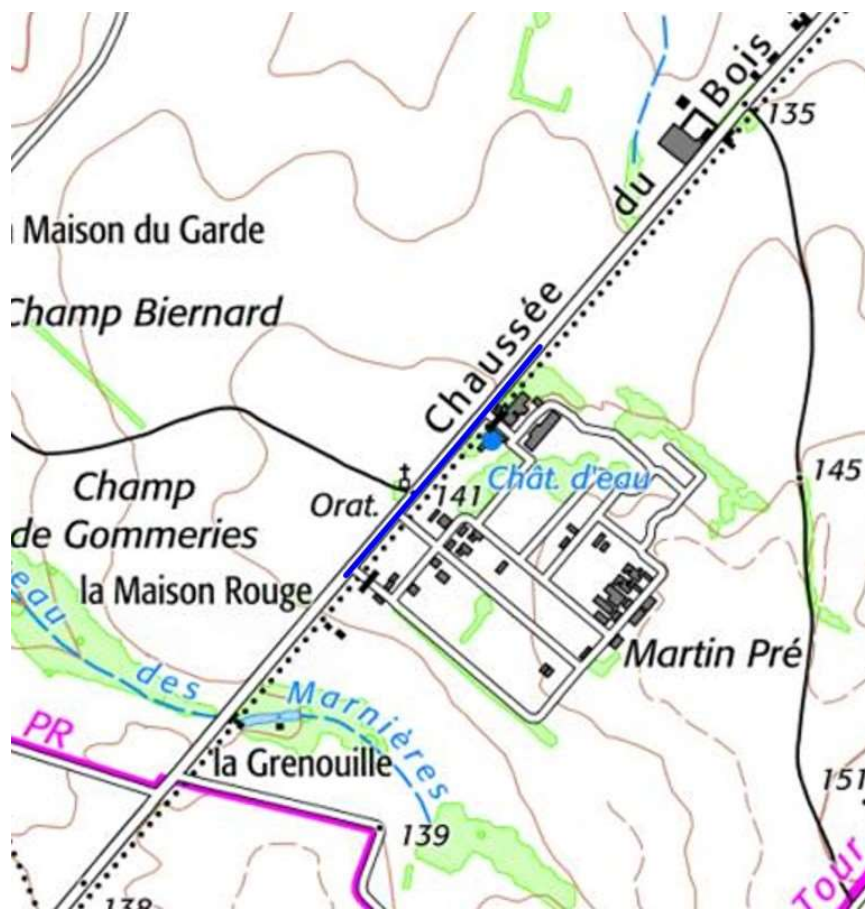 Bois
135
du
Maison du Garde
Champ Biernard
Chaussée
145
Chât. d'eau
141
Orat.
Champ
de Gommeries
la Maison Rouge
eau des Marnières
Martin Pré
PR
la Grenouille
151
139
Tour
138